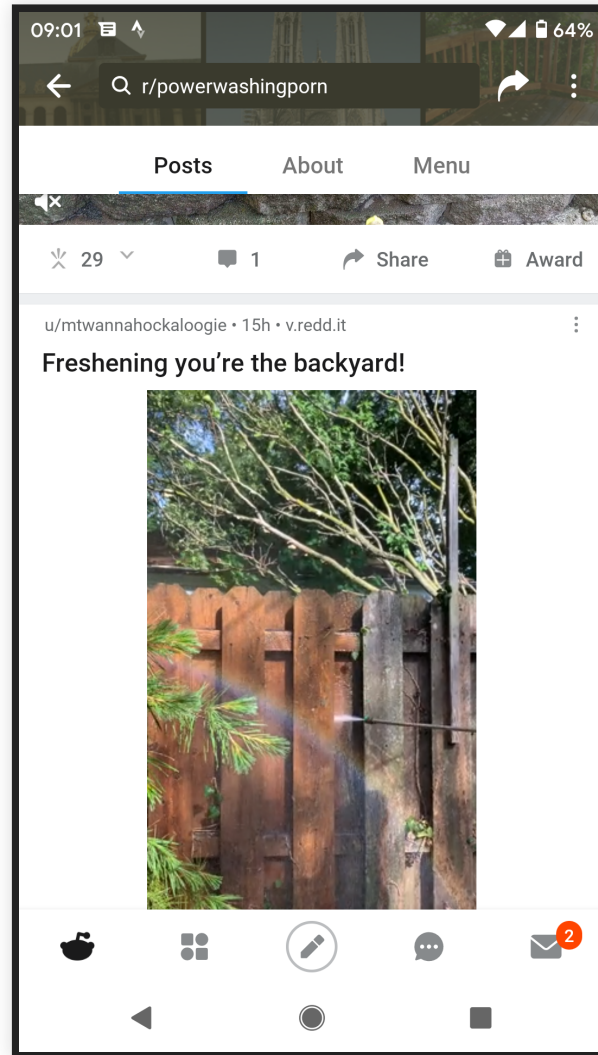 09:01
64%
r/powerwashingporn
Posts About Menu
29 1 Share Award
u/mtwannahockaloogie • 15h • v.redd.it
Freshening you’re the backyard!
2